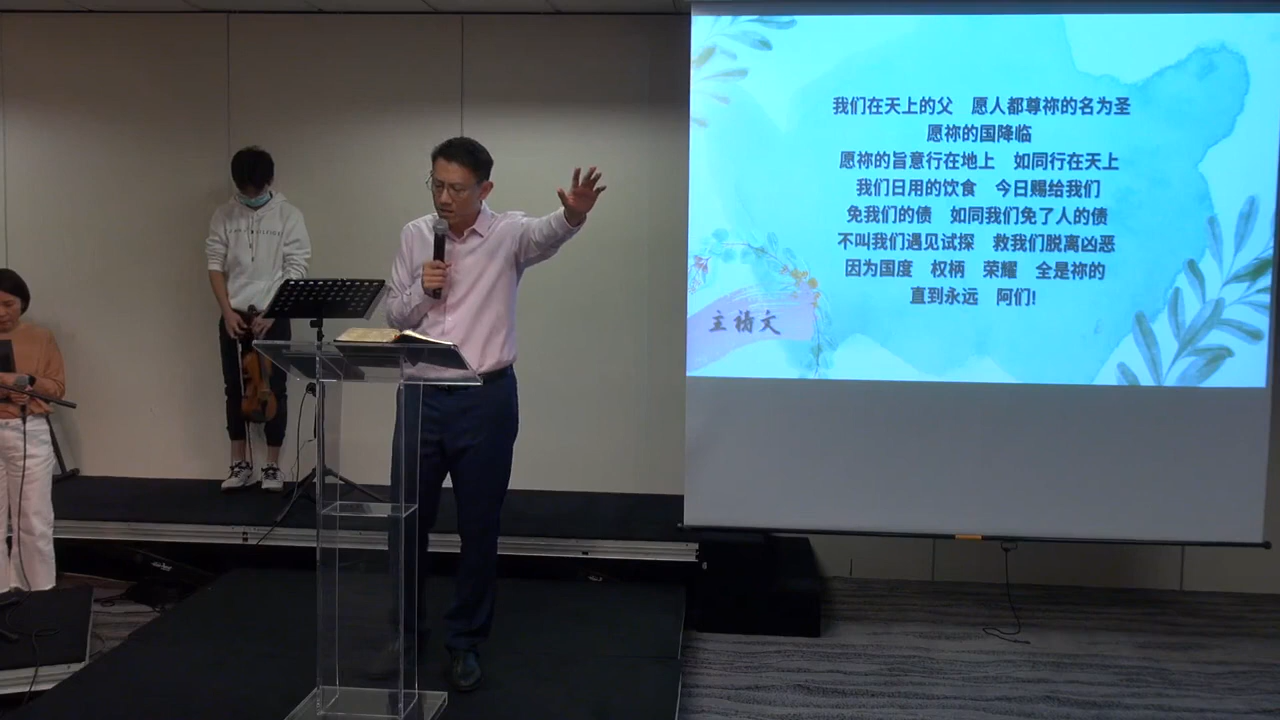 我们在天上的父　愿人都尊祢的名为圣
愿祢的国降临
愿祢的旨意行在地上　如同行在天上
我们日用的饮食　今日赐给我们
免我们的债　如同我们免了人的债
不叫我们遇见试探　救我们脱离凶恶
因为国度　权柄　荣耀　全是祢的
直到永远　阿们!
主祷文